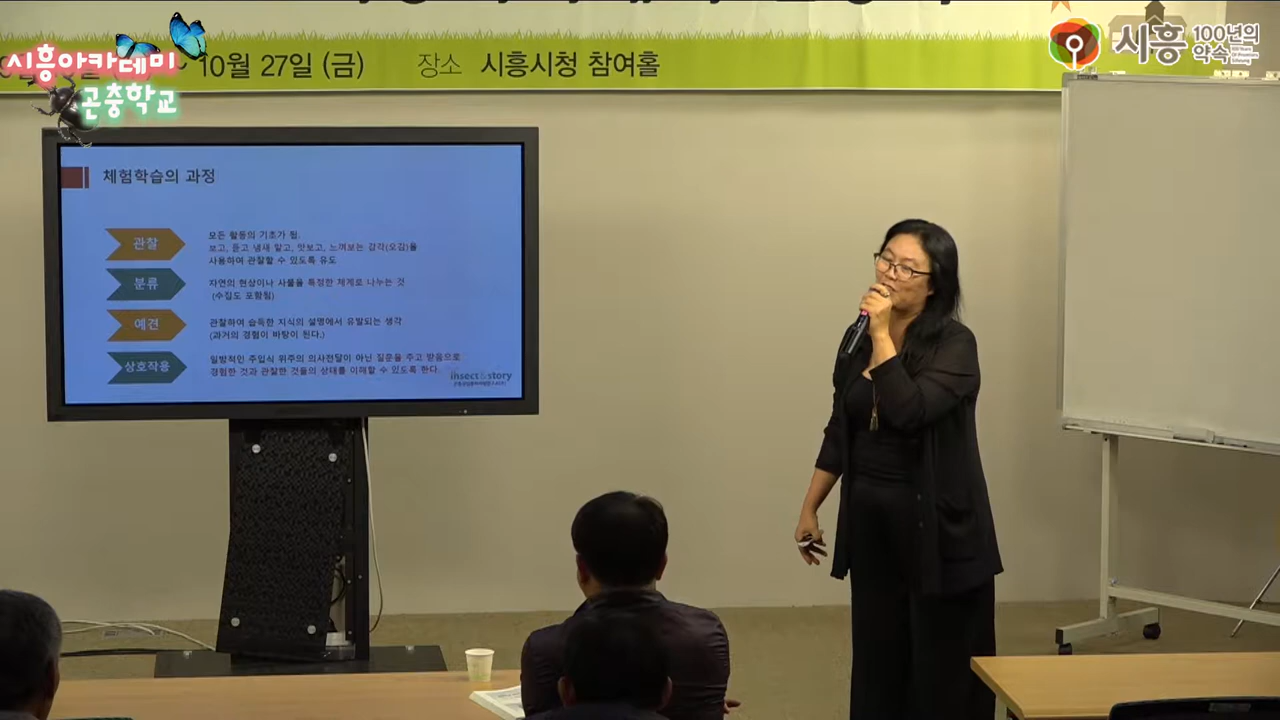 시흥아카데미
곤충학교
10월 27일 (금) 장소 시흥시청 참여홀
시흥 100년의 약속
체험학습의 과정
관찰
모든 활동의 기초가 됨.
보고, 듣고 냄새 맡고, 맛보고, 느껴보는 감각(오감)을
사용하여 관찰할 수 있도록 유도
분류
자연의 현상이나 사물을 특정한 체계로 나누는 것
(수집도 포함됨)
예견
관찰하여 습득한 지식의 설명에서 유발되는 생각
(과거의 경험이 바탕이 된다.)
상호작용
일방적인 주입식 위주의 의사전달이 아닌 질문을 주고 받음으로
경험한 것과 관찰한 것들의 상태를 이해할 수 있도록 한다.
insect&story